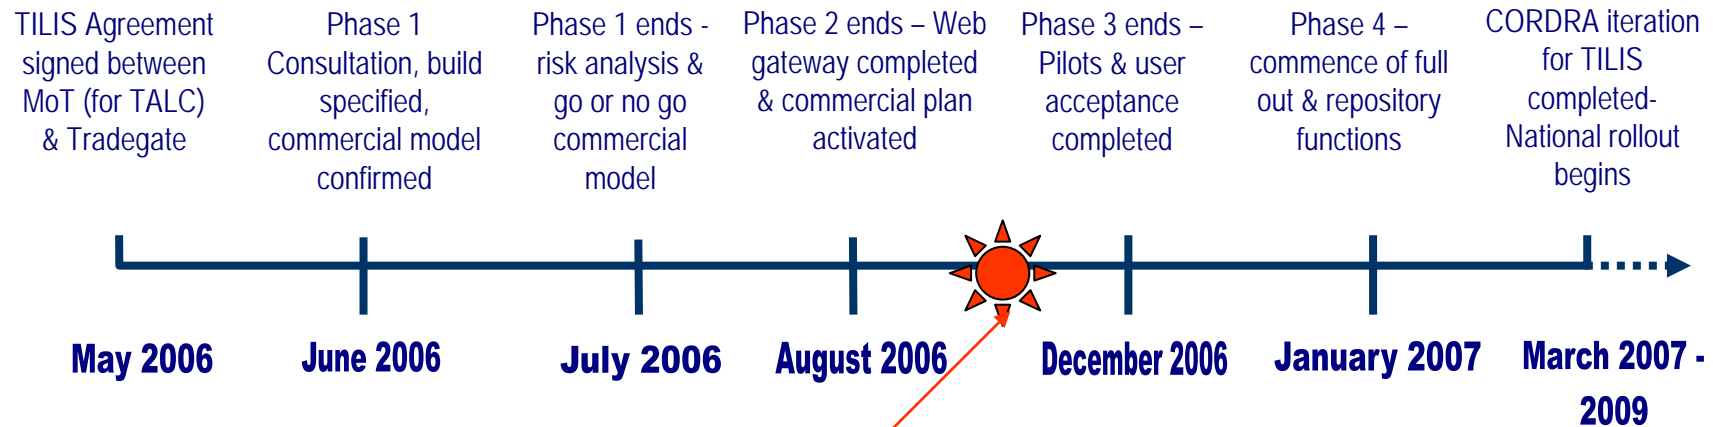 TILIS Agreement
signed between
MoT (for TALC)
& Tradegate
Phase 1
Consultation, build
specified,
commercial model
confirmed
Phase 1 ends -
risk analysis &
go or no go
commercial
model
Phase 2 ends – Web
gateway completed
& commercial plan
activated
Phase 3 ends –
Pilots & user
acceptance
completed
Phase 4 –
commence of full
out & repository
functions
CORDRA iteration
for TILIS
completed-
National rollout
begins
May 2006
June 2006
July 2006
August 2006
December 2006
January 2007
March 2007 -
2009